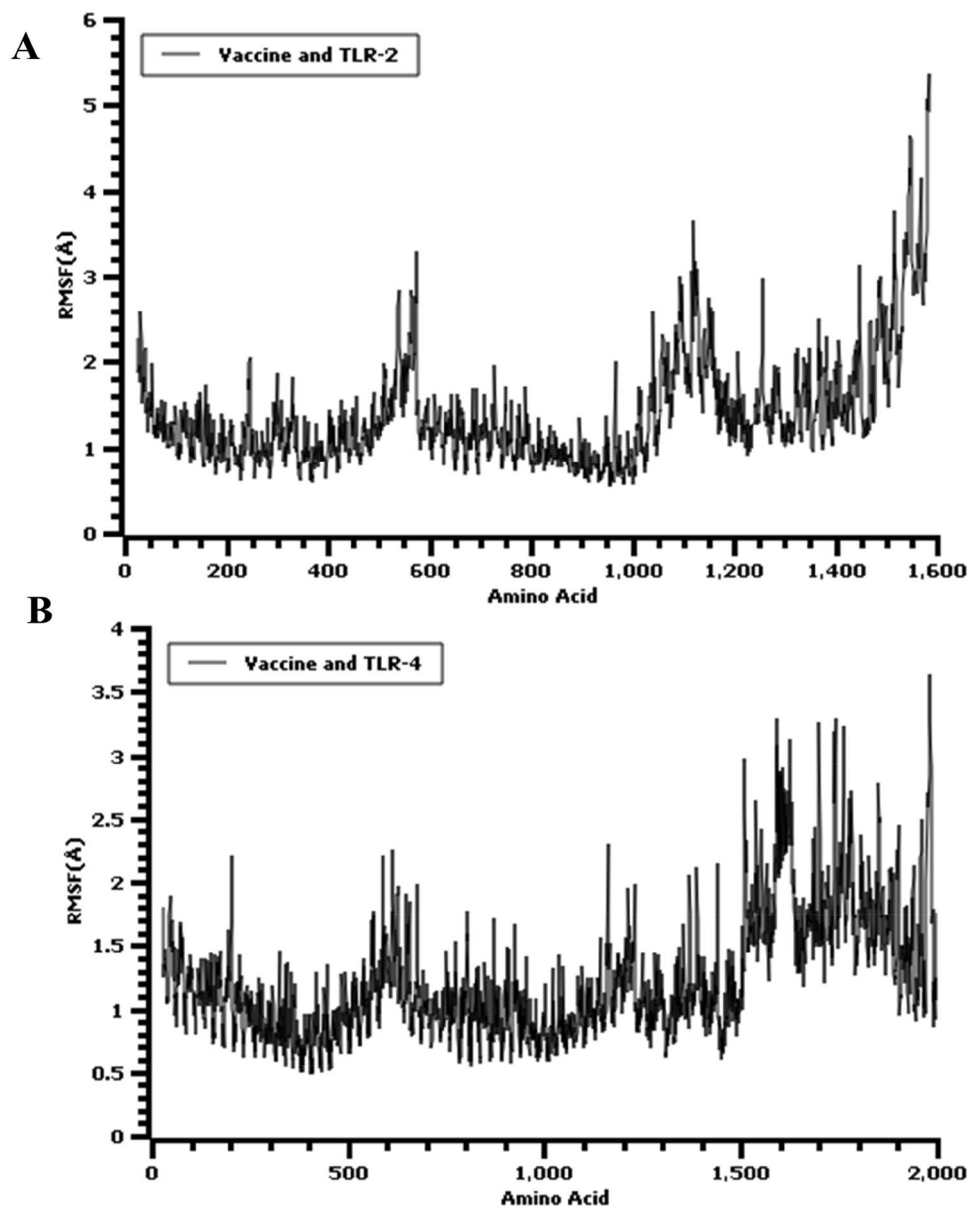 A
Vaccine and TLR-2
6
5
4
3
2
1
0
RMSF(Å)
0 200 400 600 800 1,000 1,200 1,400 1,600
Amino Acid
B
Vaccine and TLR-4
4
3.5
3
2.5
2
1.5
1
0.5
0
RMSF(Å)
0 500 1,000 1,500 2,000
Amino Acid